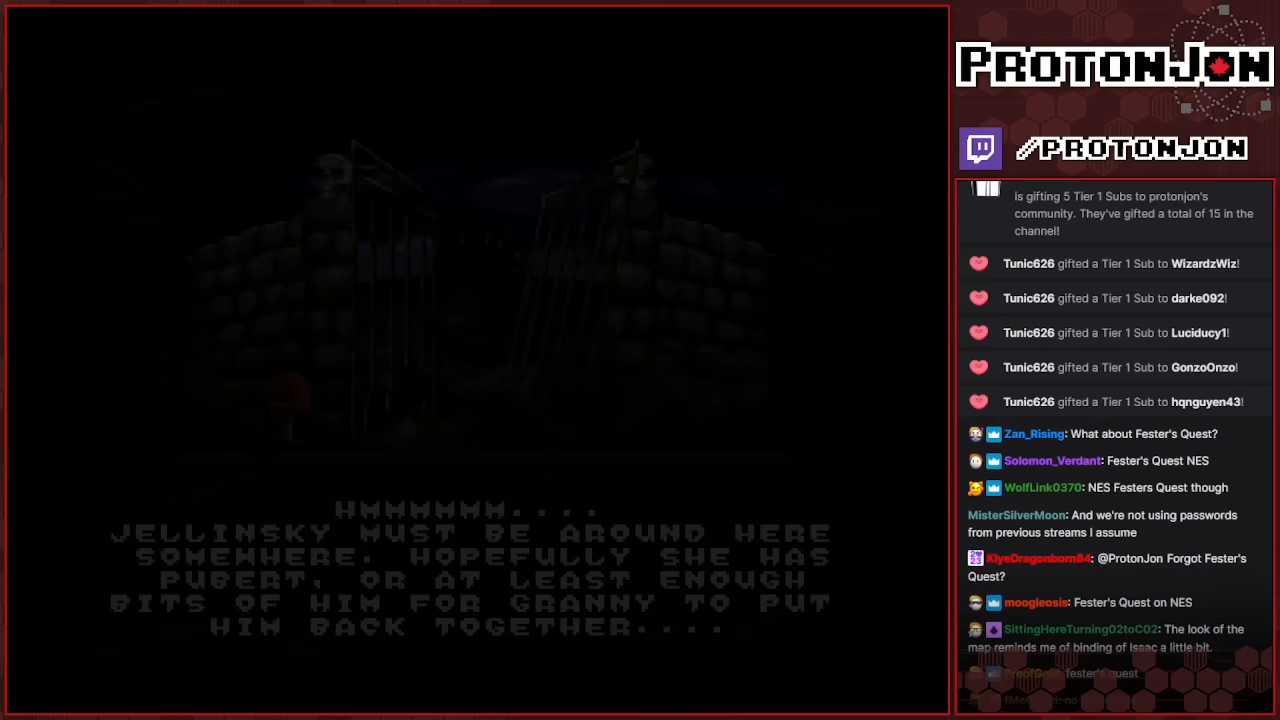 PROTONJON
/PROTONJON
is gifting 5 Tier 1 Subs to protonjon's
community. They've gifted a total of 15 in the
channel!
Tunic626 gifted a Tier 1 Sub to WizardzWiz!
Tunic626 gifted a Tier 1 Sub to darke092!
Tunic626 gifted a Tier 1 Sub to Luciducy1!
Tunic626 gifted a Tier 1 Sub to GonzoOnzo!
Tunic626 gifted a Tier 1 Sub to hqnguyen43!
Zan_Rising: What about Fester's Quest?
Solomon_Verdant: Fester's Quest NES
WolfLink0370: NES Festers Quest though
MisterSilverMoon: And we're not using passwords
from previous streams I assume
KlyeDragonborn64: @ProtonJon Forgot Fester's
Quest?
moogleosis: Fester's Quest on NES
SittingHereTurning02toC02: The look of the
map reminds me of binding of Isaac a little bit.
fester's quest
HMMMMMM....
JELLINSKY MUST BE AROUND HERE
SOMEWHERE. HOPEFULLY SHE HAS
PUBERT, OR AT LEAST ENOUGH
BITS OF HIM FOR GRANNY TO PUT
HIM BACK TOGETHER....